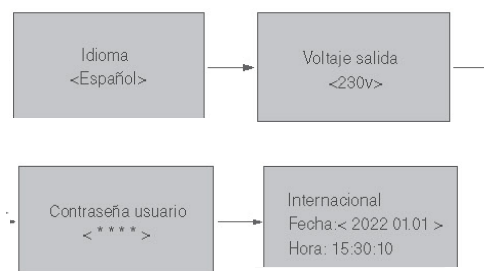 Idioma
<Español>
Voltaje salida
<230v>
Contraseña usuario
< * * * * >
Internacional
Fecha:< 2022 01.01 >
Hora: 15:30:10